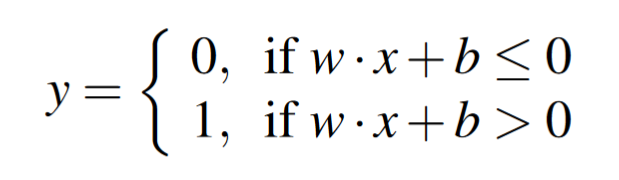 y = { 0, if w · x + b ≤ 0
1, if w · x + b > 0